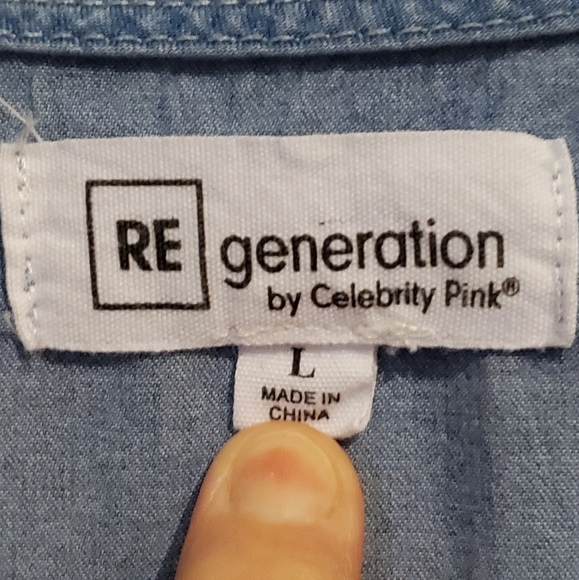 RE generation
by Celebrity Pink®
L
MADE IN
CHINA